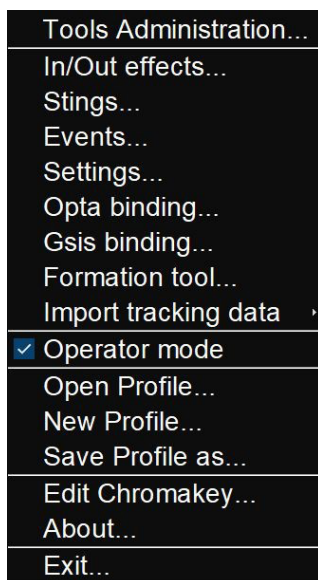 Tools Administration...
In/Out effects...
Stings...
Events...
Settings...
Opta binding...
Gsis binding...
Formation tool...
Import tracking data
Operator mode
Open Profile...
New Profile...
Save Profile as...
Edit Chromakey...
About...
Exit...